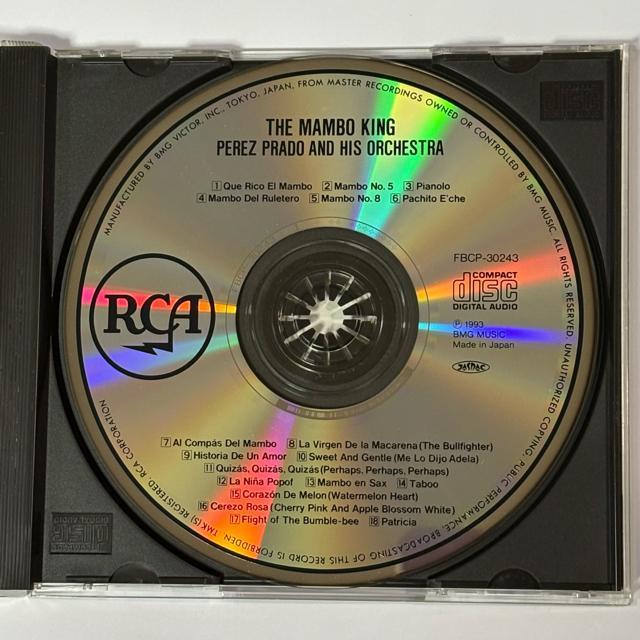 MANUFACTURED BY BMG VICTOR, INC., TOKYO, JAPAN, FROM MASTER RECORDINGS OWNED OR CONTROLLED BY BMG MUSIC. ALL RIGHTS RESERVED. UNAUTHORIZED COPYING, PUBLIC PERFORMANCE, BROADCASTING OF THIS RECORD IS FORBIDDEN. TMK(S) REGISTERED, RCA CORPORATION
THE MAMBO KING
PEREZ PRADO AND HIS ORCHESTRA
1 Que Rico El Mambo 2 Mambo No. 5 3 Pianolo
4 Mambo Del Ruletero 5 Mambo No. 8 6 Pachito E'che
FBCP-30243
COMPACT
disc
DIGITAL AUDIO
RCA
℗ 1993
BMG MUSIC
Made in Japan
JASRAC
7 Al Compás Del Mambo 8 La Virgen De la Macarena (The Bullfighter)
9 Historia De Un Amor 10 Sweet And Gentle (Me Lo Dijo Adela)
11 Quizás, Quizás, Quizás (Perhaps, Perhaps, Perhaps)
12 La Niña Popof 13 Mambo en Sax 14 Taboo
15 Corazón De Melon (Watermelon Heart)
16 Cerezo Rosa (Cherry Pink And Apple Blossom White)
17 Flight of The Bumble-bee 18 Patricia
COMPACT
disc
DIGITAL AUDIO